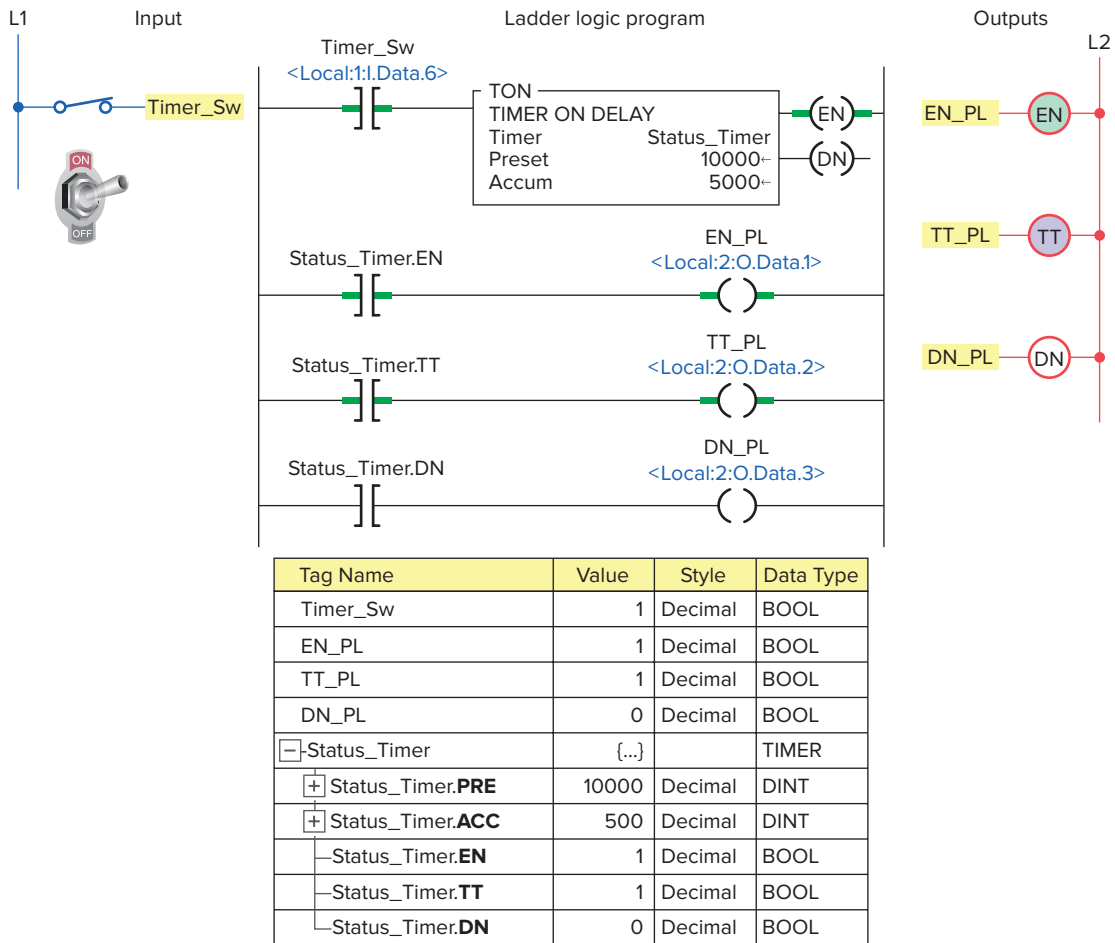 L1 Input Ladder logic program Outputs
L2
Timer_Sw
<Local:1:I.Data.6>
Timer_Sw
ON
OFF
TON
TIMER ON DELAY
Timer Status_Timer
Preset 10000←
Accum 5000←
EN
DN
EN_PL EN
TT_PL TT
DN_PL DN
Status_Timer.EN
EN_PL
<Local:2:O.Data.1>
Status_Timer.TT
TT_PL
<Local:2:O.Data.2>
Status_Timer.DN
DN_PL
<Local:2:O.Data.3>
Tag Name Value Style Data Type
Timer_Sw 1 Decimal BOOL
EN_PL 1 Decimal BOOL
TT_PL 1 Decimal BOOL
DN_PL 0 Decimal BOOL
Status_Timer {...} TIMER
Status_Timer.PRE 10000 Decimal DINT
Status_Timer.ACC 500 Decimal DINT
Status_Timer.EN 1 Decimal BOOL
Status_Timer.TT 1 Decimal BOOL
Status_Timer.DN 0 Decimal BOOL